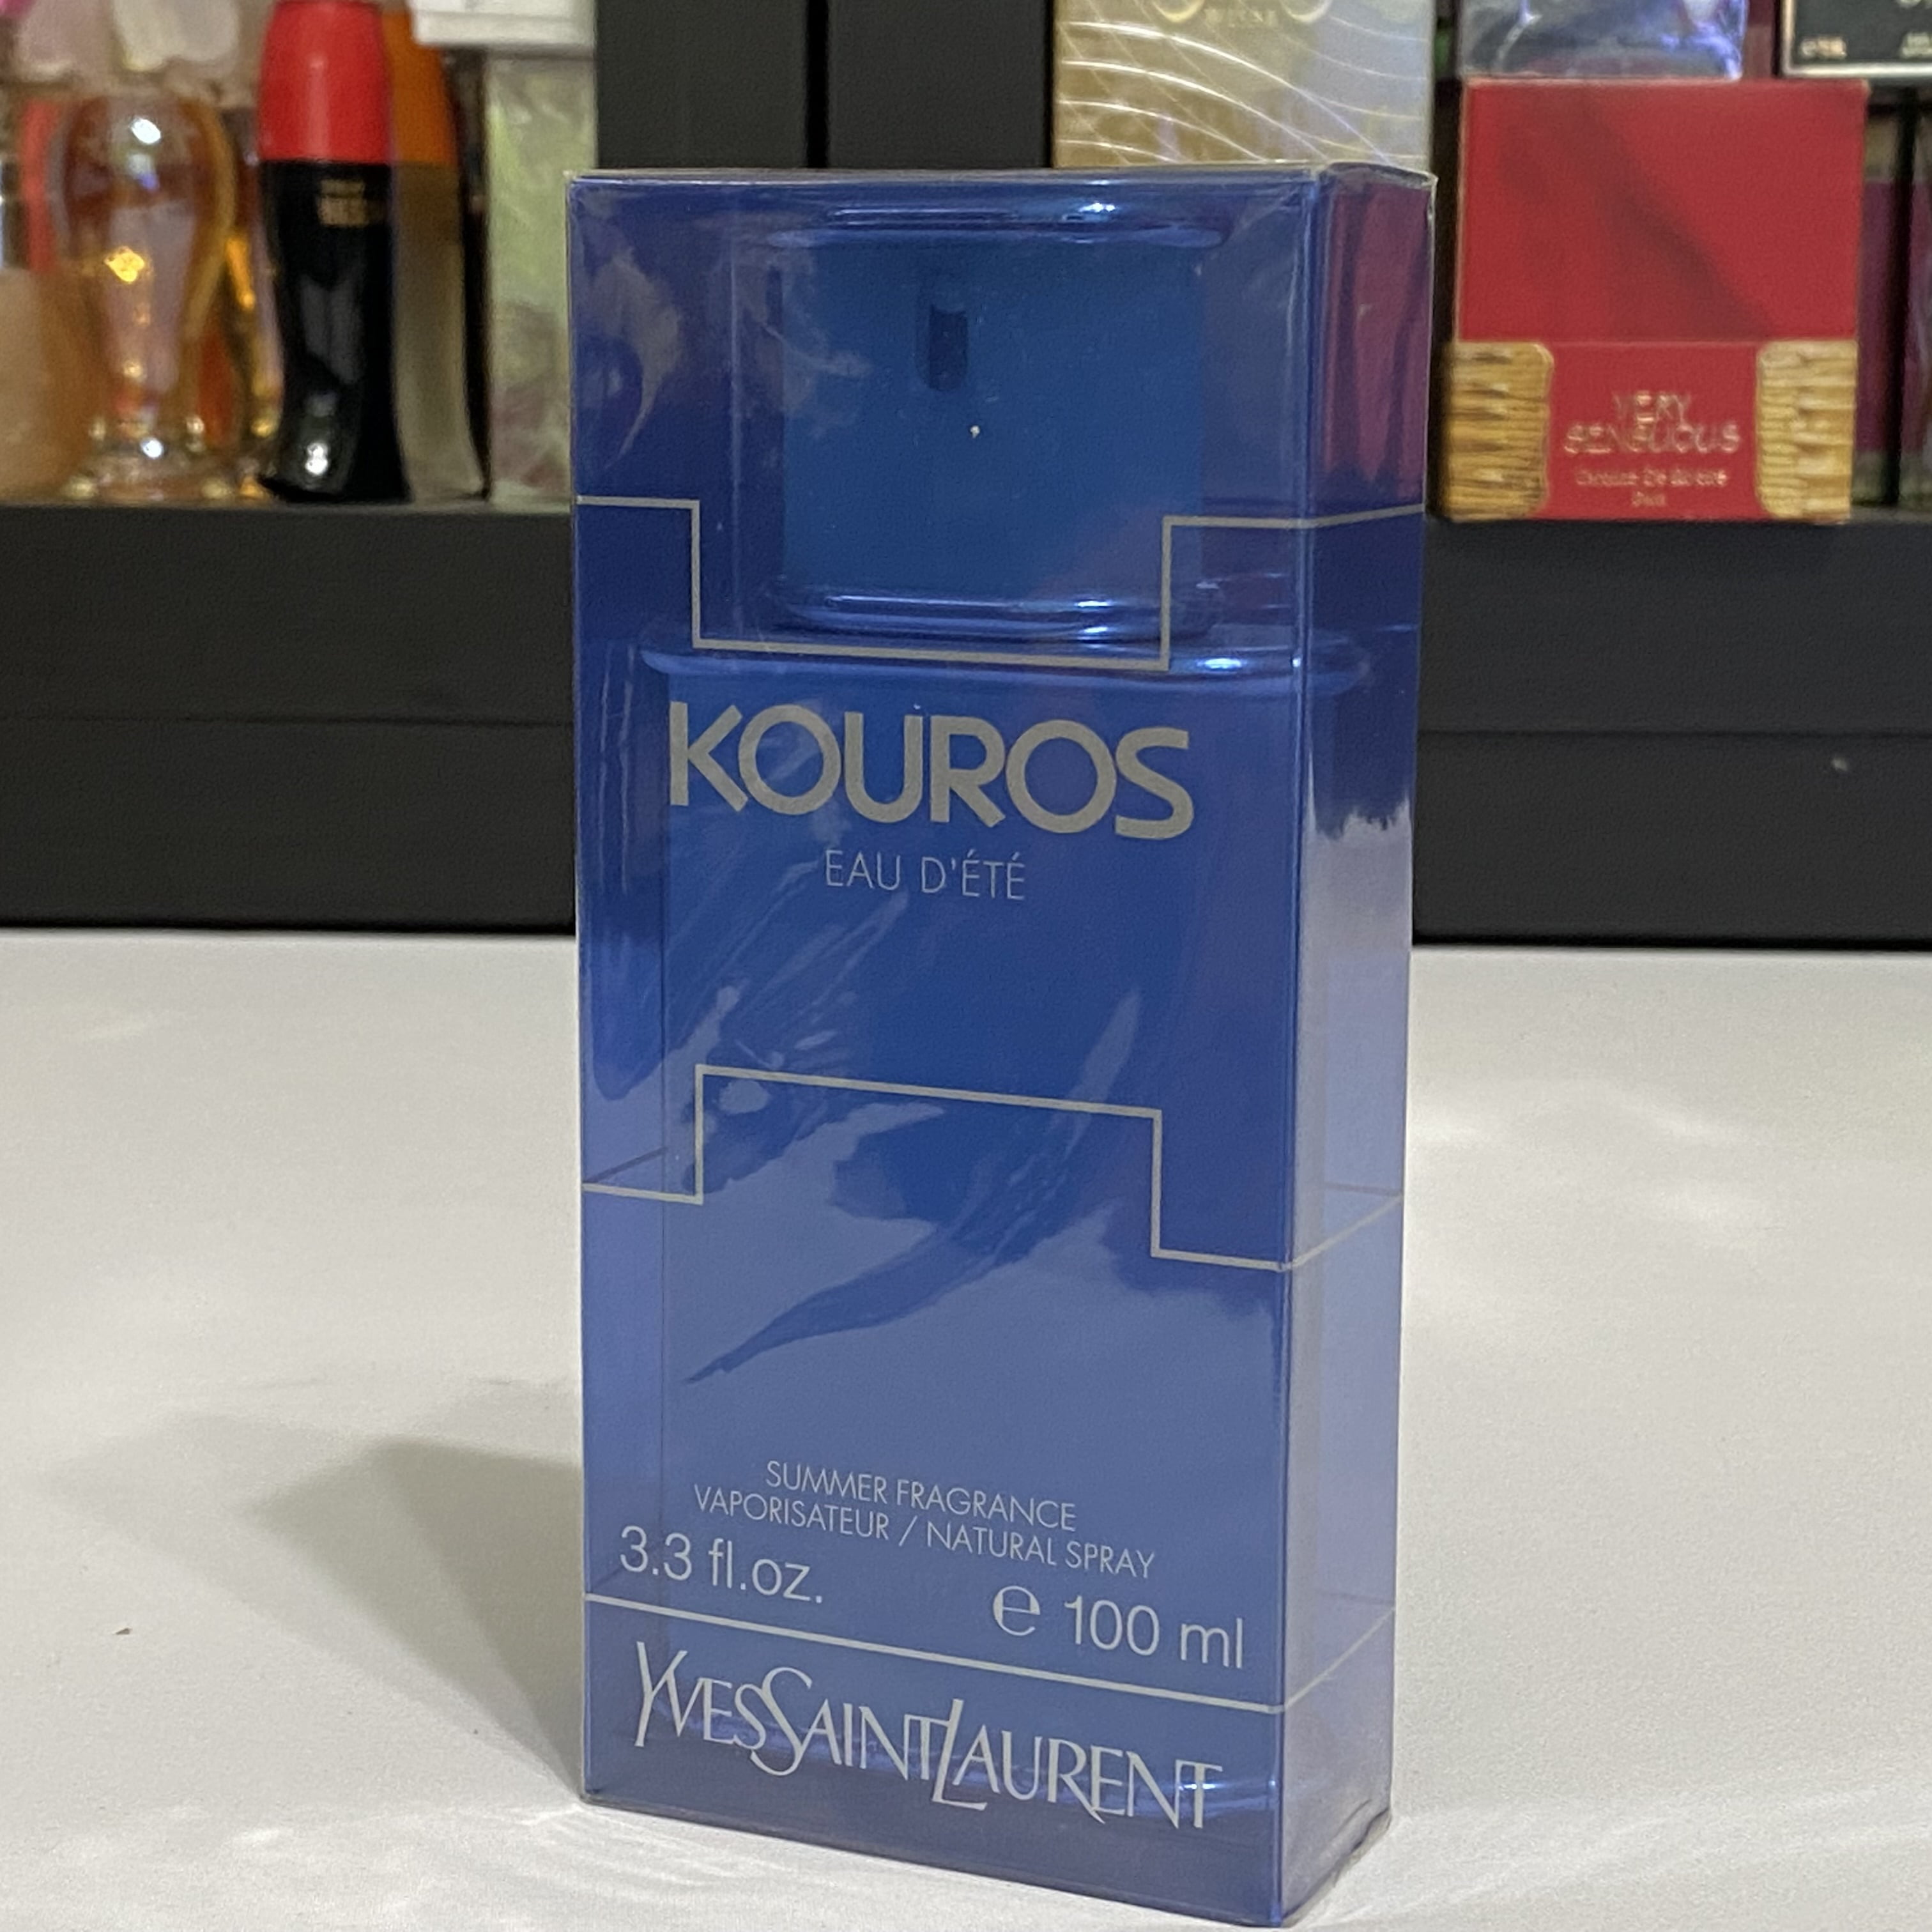 VERY
SENSUOUS
KOUROS
EAU D'ÉTÉ
SUMMER FRAGRANCE
VAPORISATEUR / NATURAL SPRAY
3.3 fl.oz. ℮ 100 ml
YVESSAINTLAURENT